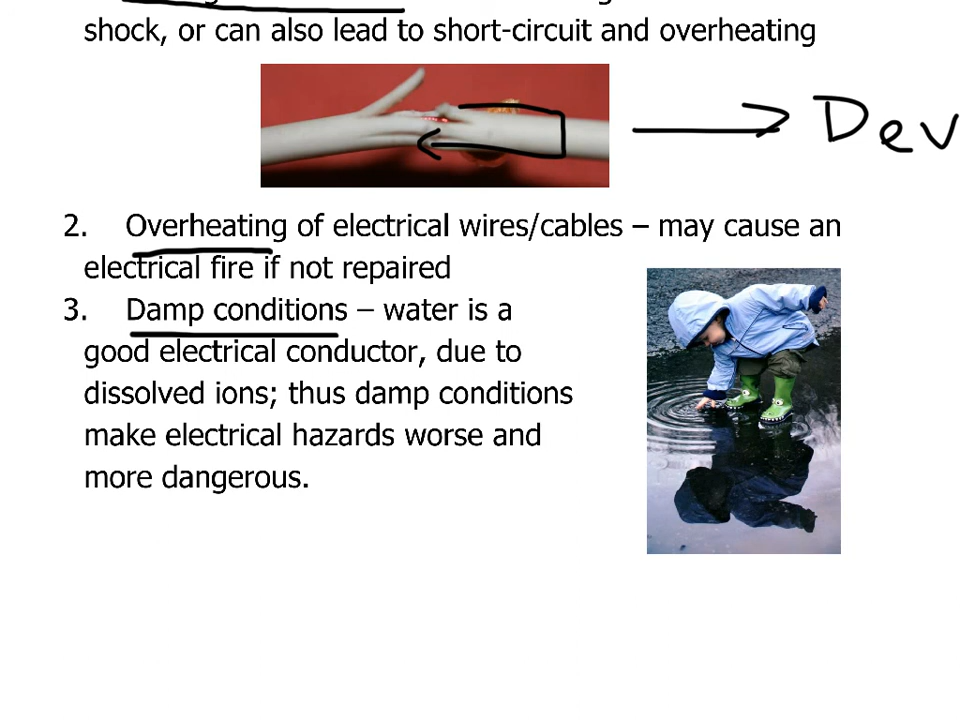 shock, or can also lead to short-circuit and overheating
Dev
2. Overheating of electrical wires/cables – may cause an
electrical fire if not repaired
3. Damp conditions – water is a
good electrical conductor, due to
dissolved ions; thus damp conditions
make electrical hazards worse and
more dangerous.